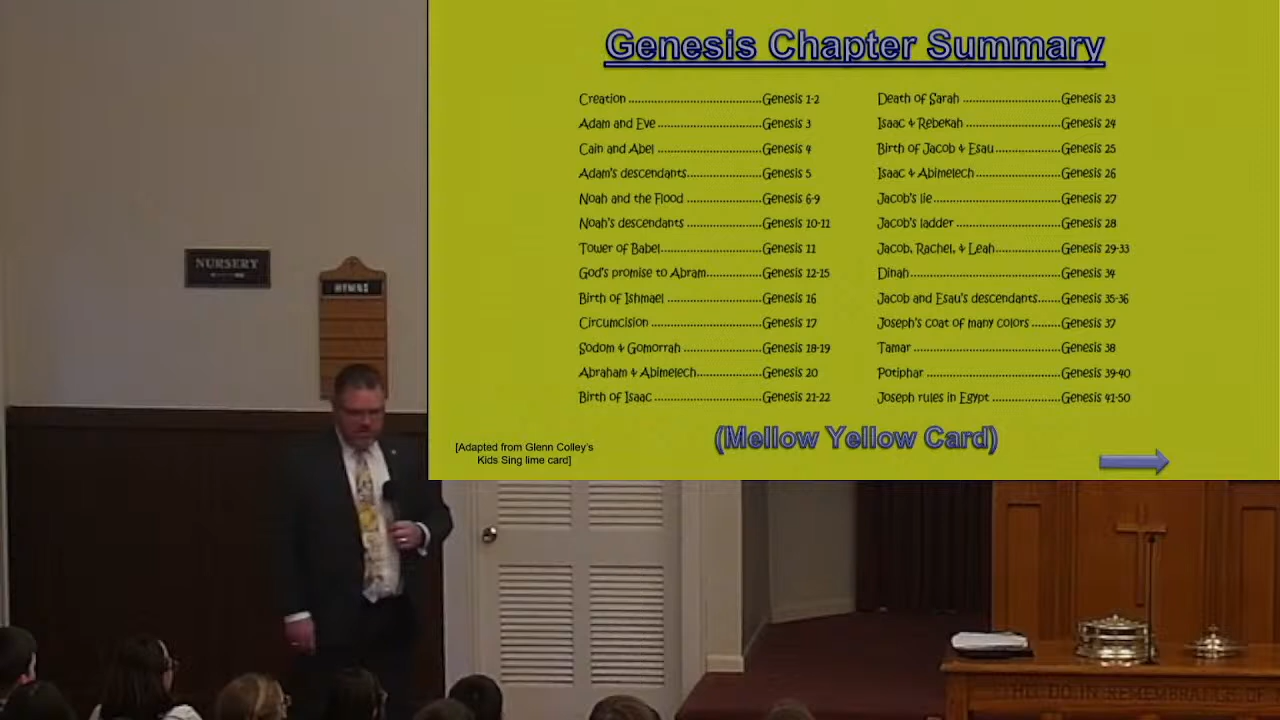 Genesis Chapter Summary
Creation ..................................Genesis 1-2
Adam and Eve ..........................Genesis 3
Cain and Abel ...........................Genesis 4
Adam's descendants...................Genesis 5
Noah and the Flood ...................Genesis 6-9
Noah's descendants ...................Genesis 10-11
Tower of Babel..........................Genesis 11
God's promise to Abram..............Genesis 12-15
Birth of Ishmael ........................Genesis 16
Circumcision ............................Genesis 17
Sodom & Gomorrah ....................Genesis 18-19
Abraham & Abimelech.................Genesis 20
Birth of Isaac ...........................Genesis 21-22
Death of Sarah .........................Genesis 23
Isaac & Rebekah ........................Genesis 24
Birth of Jacob & Esau.................Genesis 25
Isaac & Abimelech......................Genesis 26
Jacob's lie................................Genesis 27
Jacob's ladder ..........................Genesis 28
Jacob, Rachel, & Leah.................Genesis 29-33
Dinah......................................Genesis 34
Jacob and Esau's descendants......Genesis 35-36
Joseph's coat of many colors ........Genesis 37
Tamar .....................................Genesis 38
Potiphar ..................................Genesis 39-40
Joseph rules in Egypt .................Genesis 41-50
(Mellow Yellow Card)
[Adapted from Glenn Colley's
Kids Sing lime card]
NURSERY
HYMNS
THIS DO IN REMEMBRANCE OF